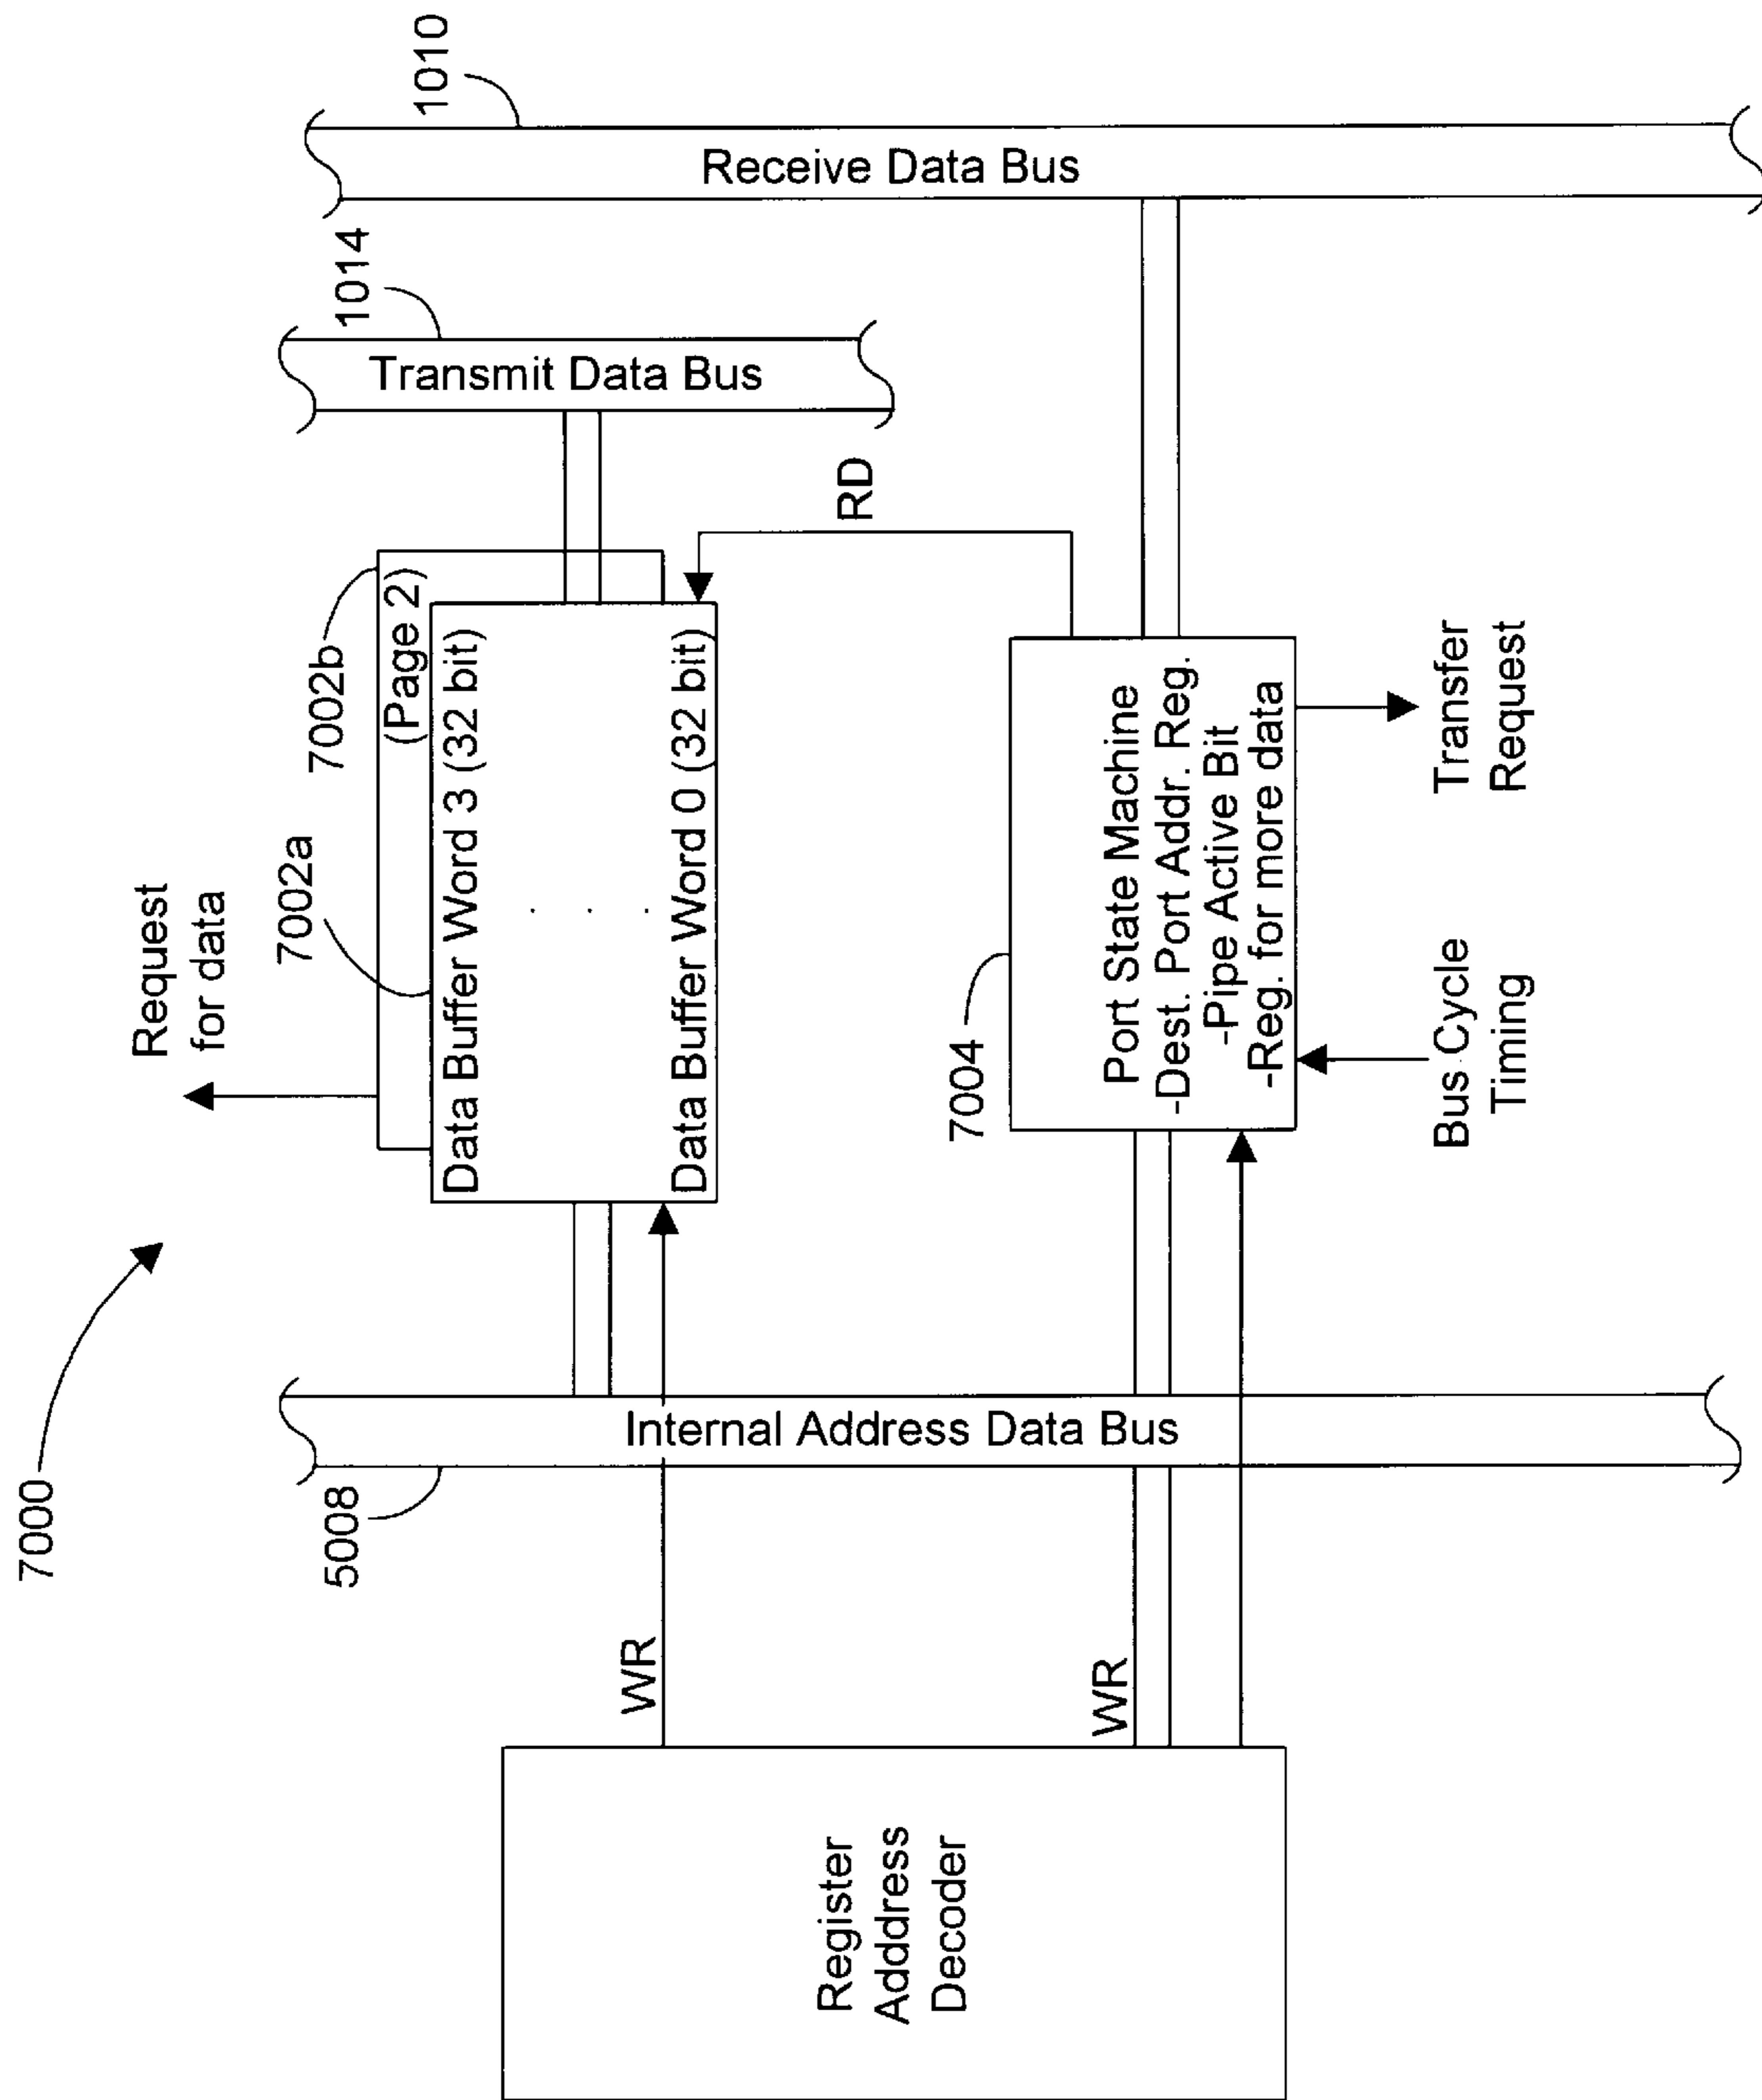 7000
Request
for data
7002a
7002b
(Page 2)
Data Buffer Word 3 (32 bit)
. . .
Data Buffer Word 0 (32 bit)
1014
Transmit Data Bus
1010
Receive Data Bus
RD
5008
Internal Address Data Bus
WR
WR
Register
Adddress
Decoder
7004
Port State Machine
-Dest. Port Addr. Reg.
-Pipe Active Bit
-Reg. for more data
Bus Cycle
Timing
Transfer
Request